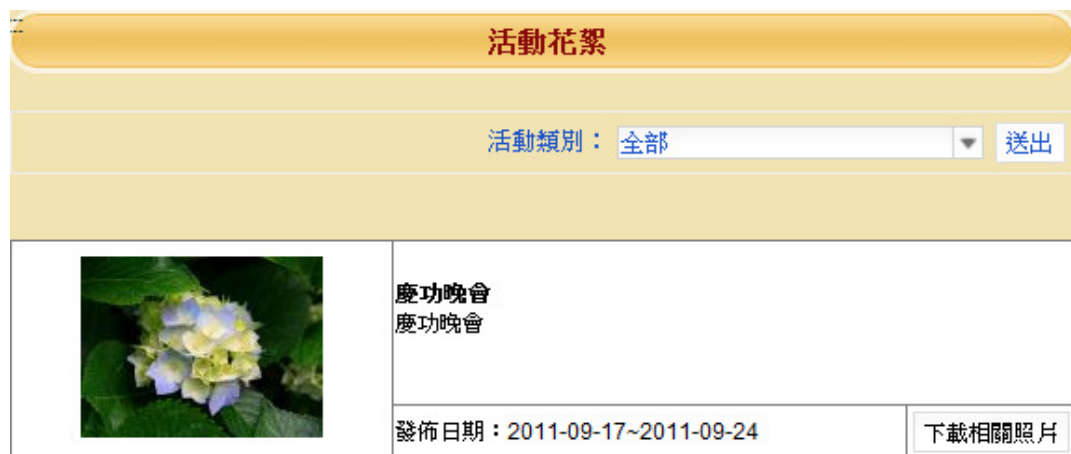 活動花絮
活動類別： 全部 送出
慶功晚會
慶功晚會
發佈日期：2011-09-17~2011-09-24 下載相關照片